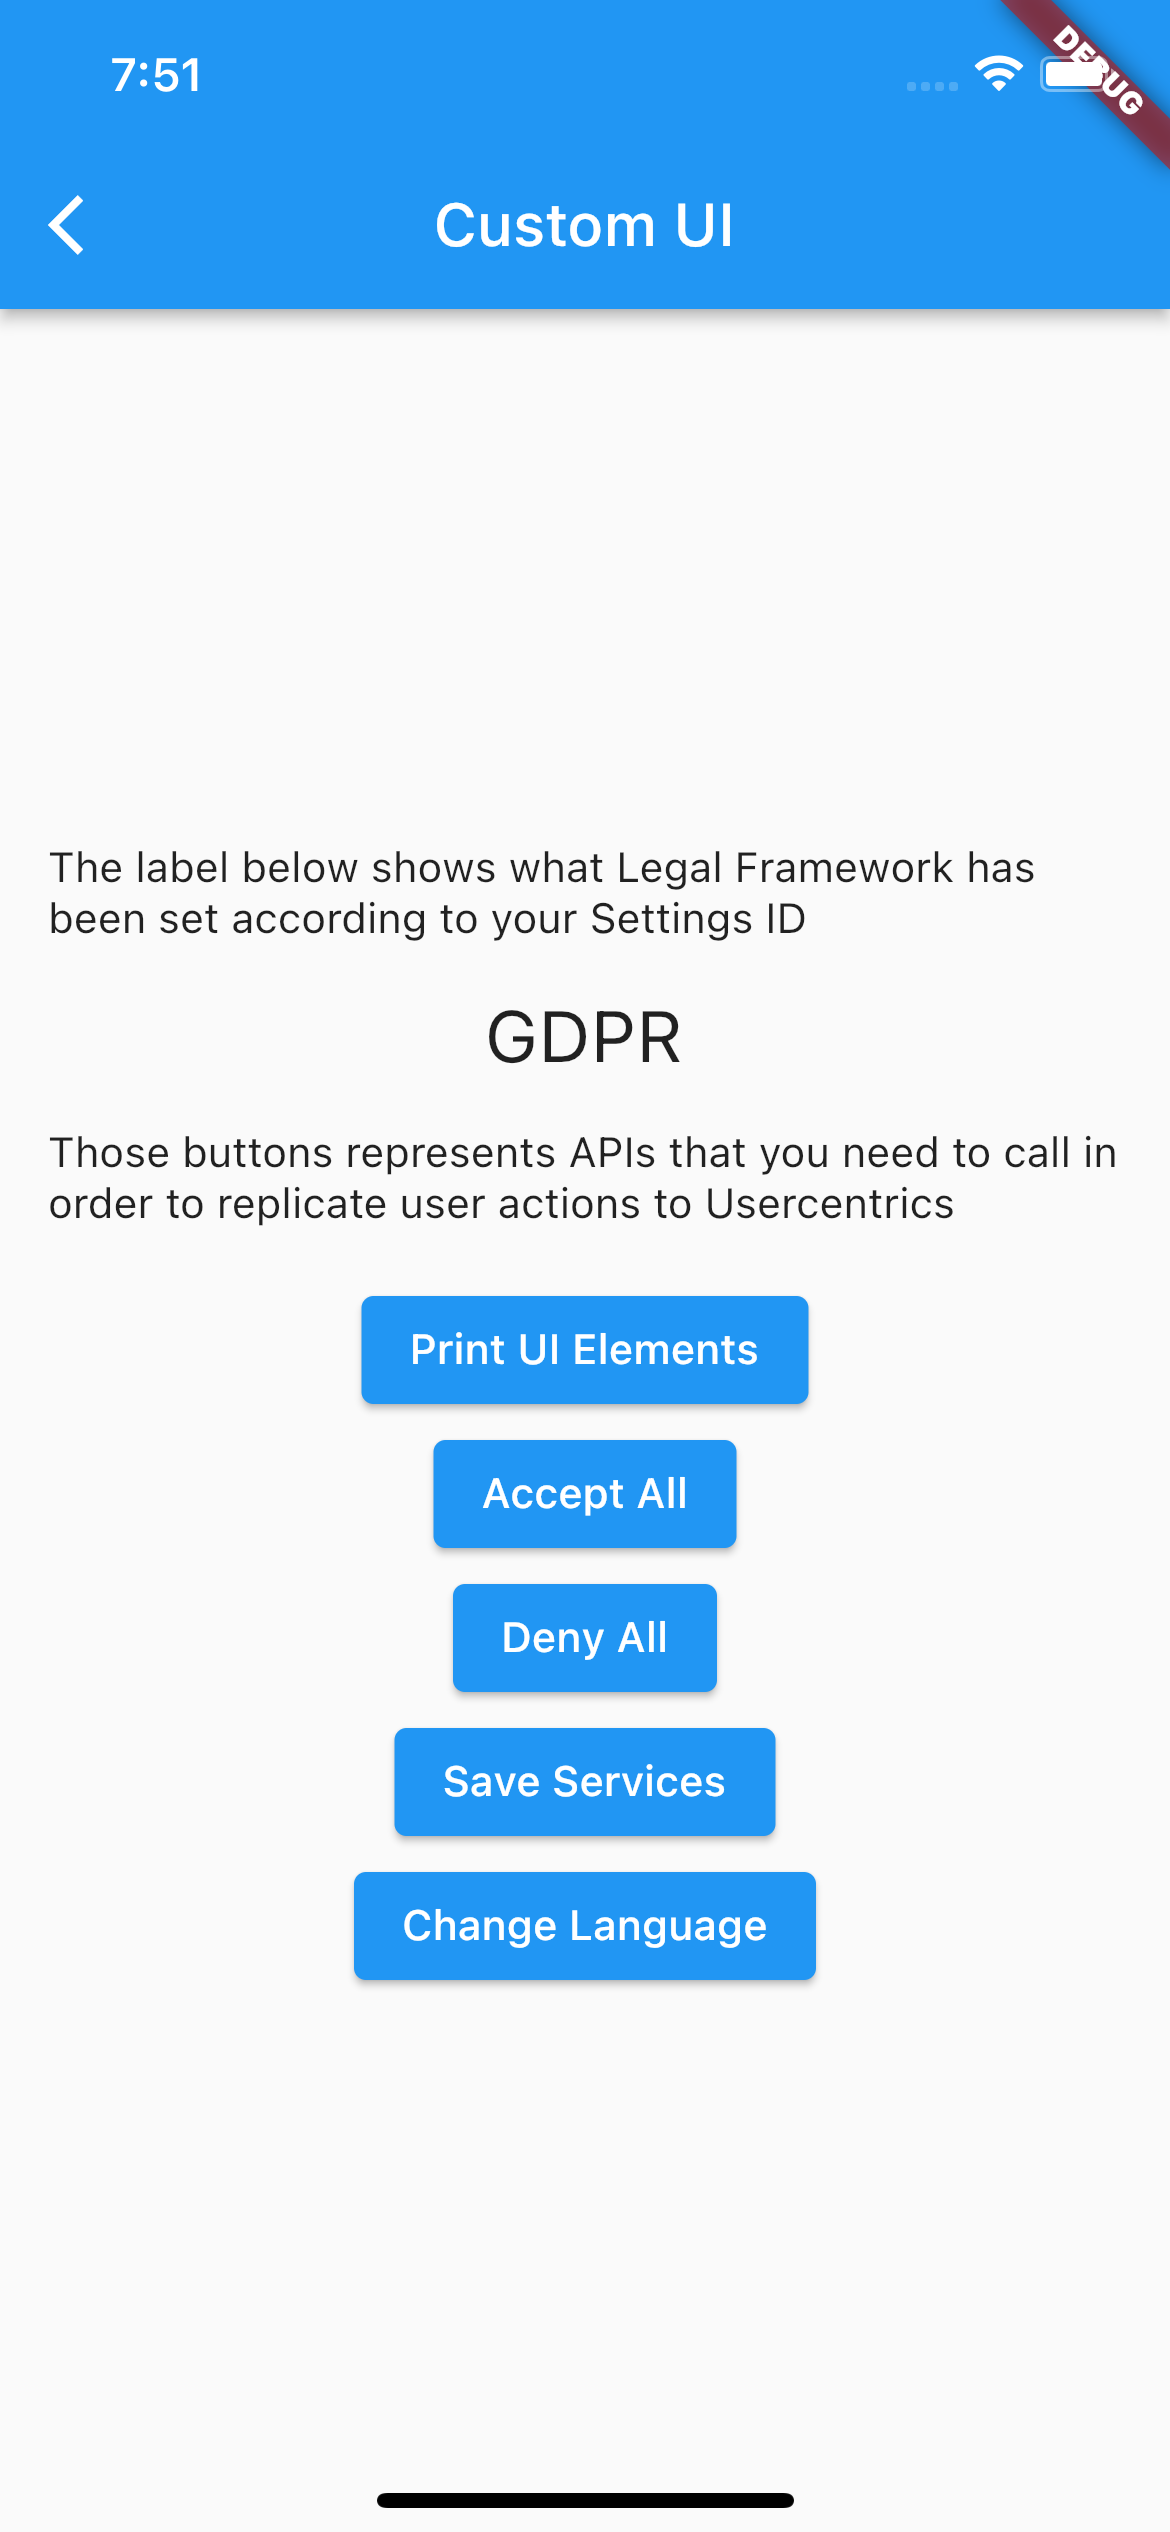 7:51
DEBUG
Custom UI
The label below shows what Legal Framework has
been set according to your Settings ID
GDPR
Those buttons represents APIs that you need to call in
order to replicate user actions to Usercentrics
Print UI Elements
Accept All
Deny All
Save Services
Change Language